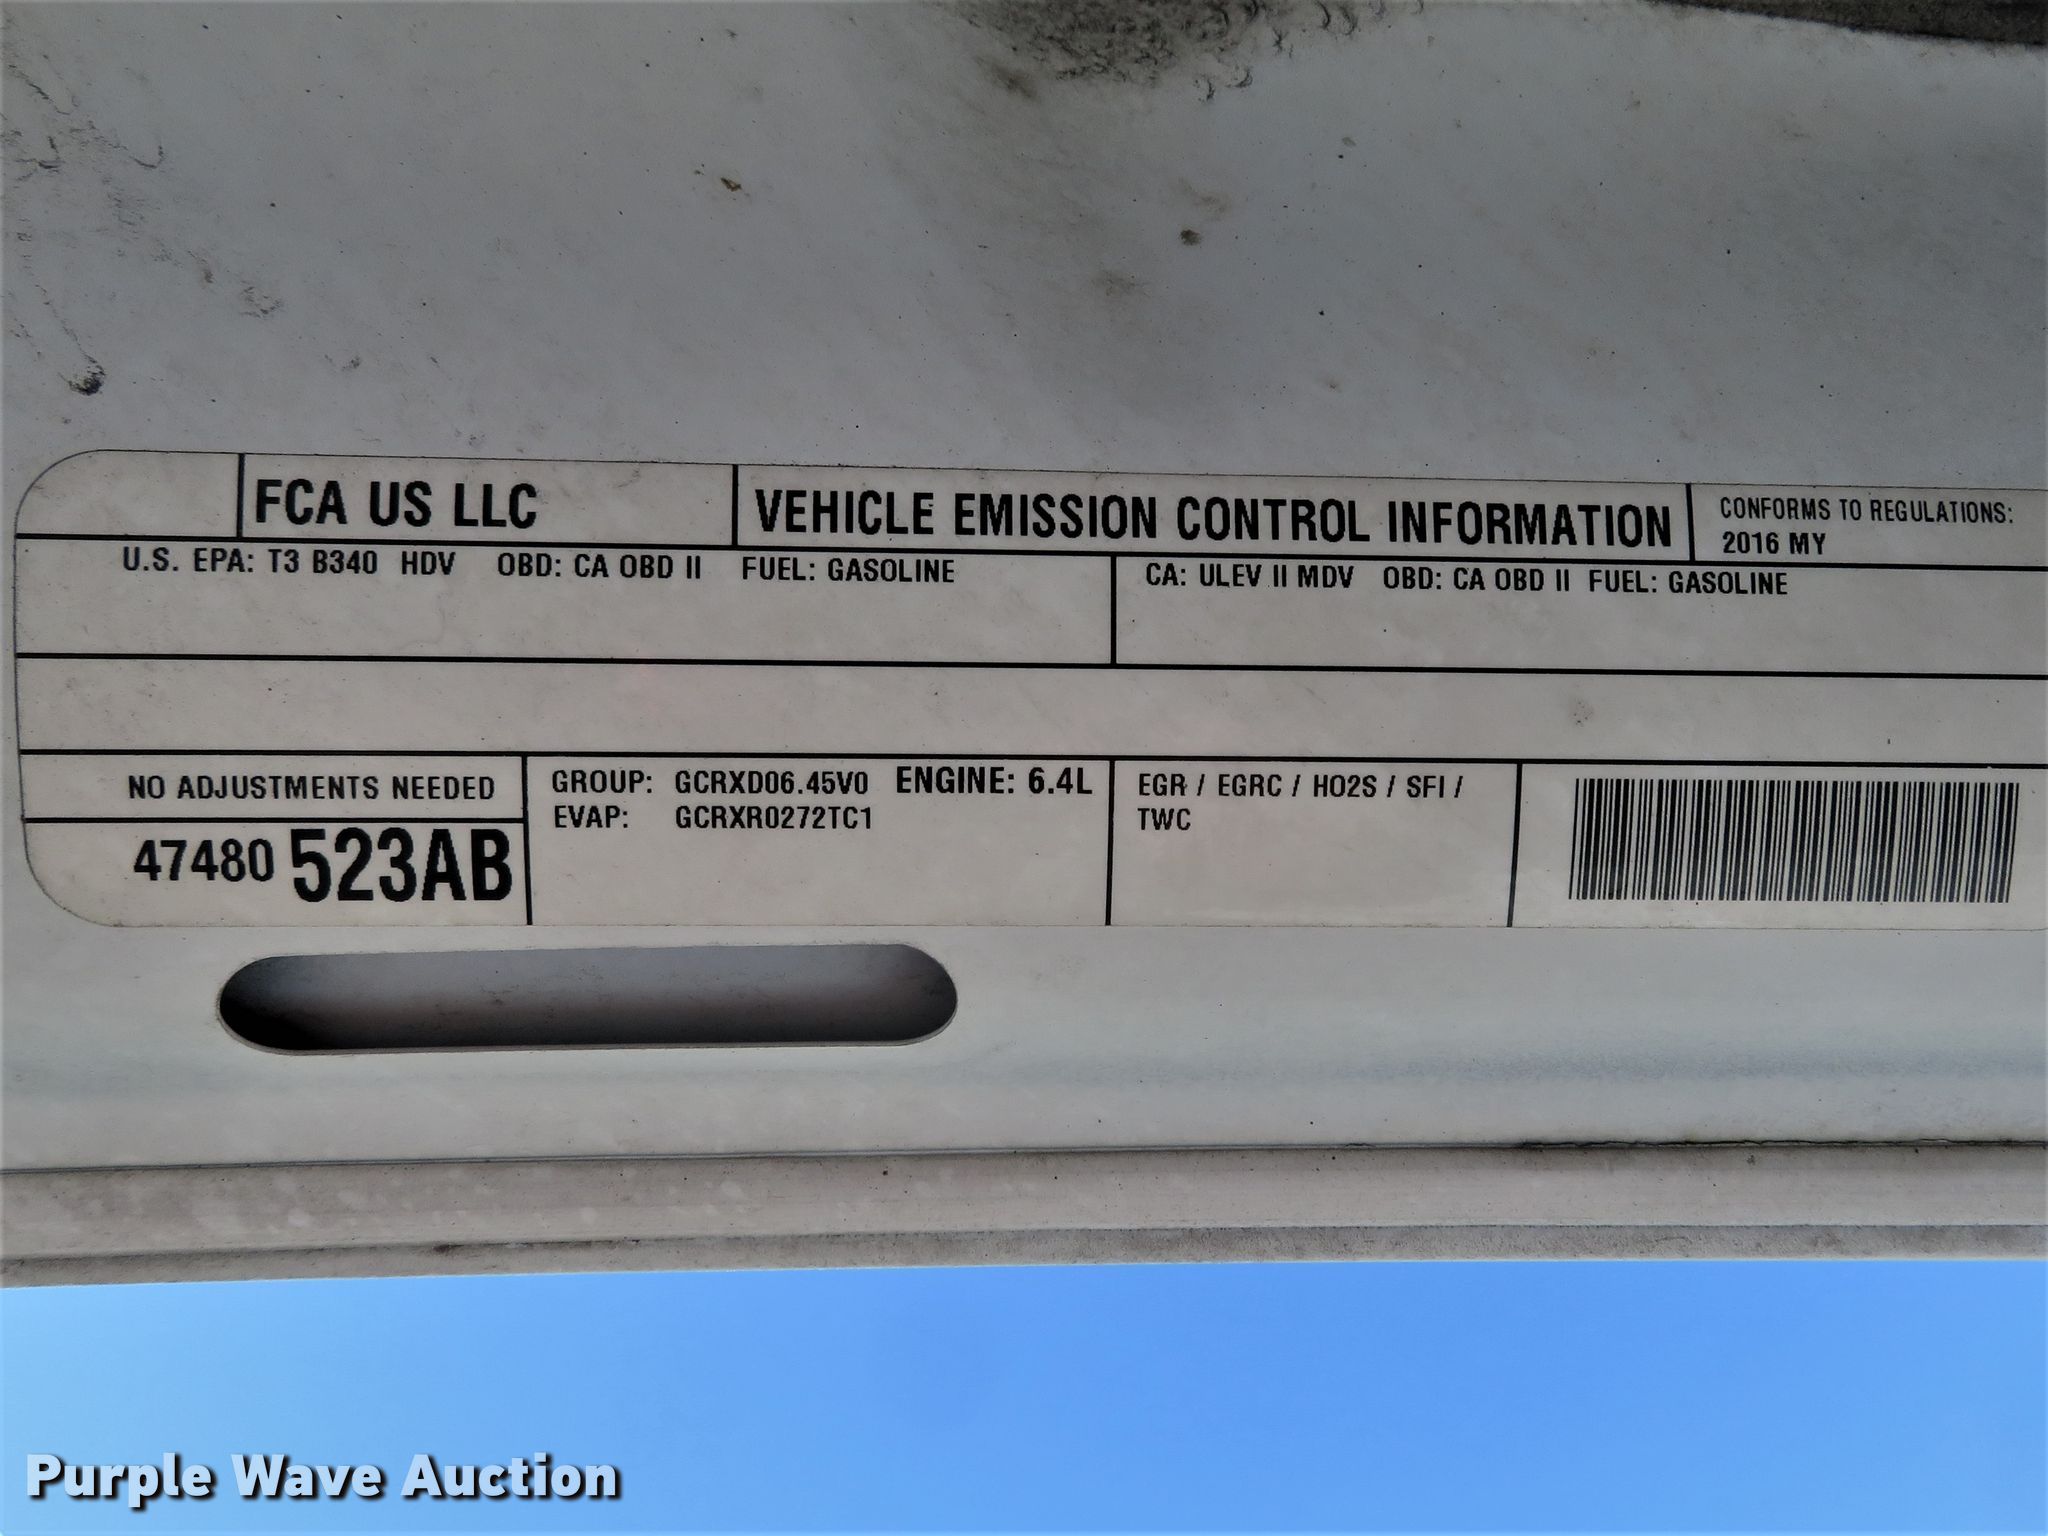 FCA US LLC
VEHICLE EMISSION CONTROL INFORMATION
CONFORMS TO REGULATIONS:
2016 MY
U.S. EPA: T3 B340 HDV OBD: CA OBD II FUEL: GASOLINE
CA: ULEV II MDV OBD: CA OBD II FUEL: GASOLINE
NO ADJUSTMENTS NEEDED
47480 523AB
GROUP: GCRXD06.45V0 ENGINE: 6.4L
EVAP: GCRXR0272TC1
EGR / EGRC / HO2S / SFI /
TWC
Purple Wave Auction